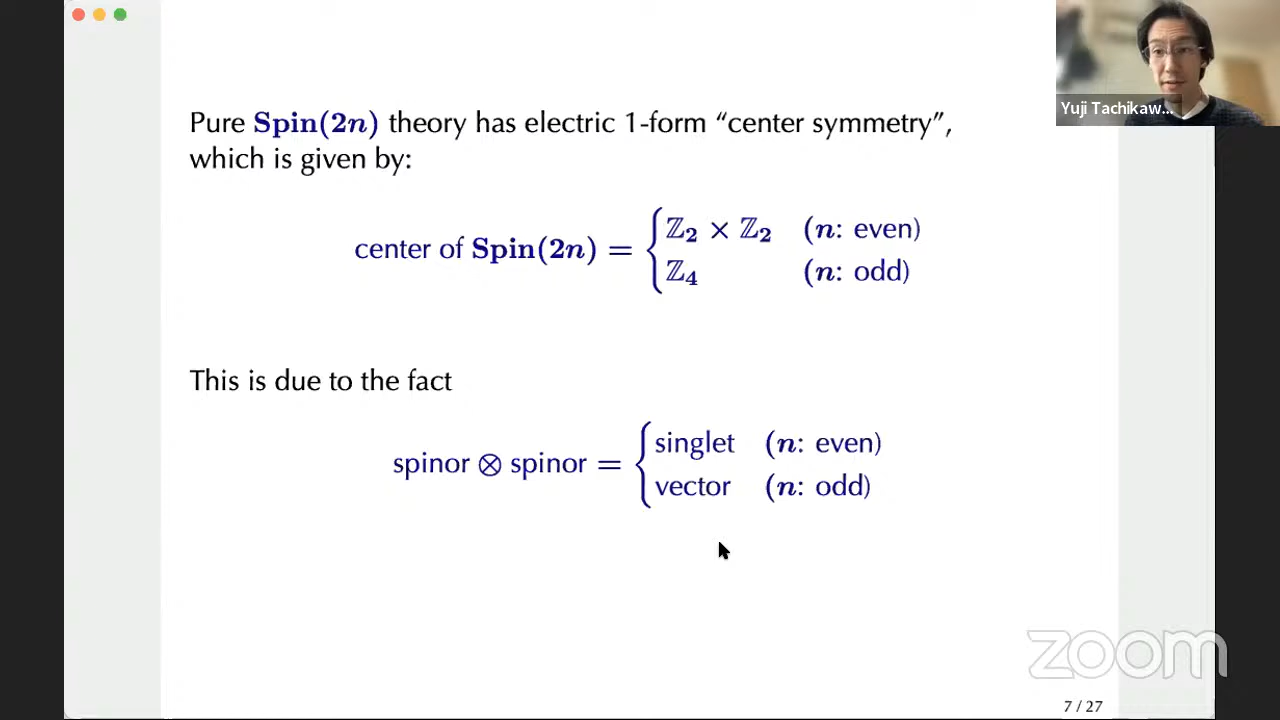 Yuji Tachikaw...
Pure Spin(2n) theory has electric 1-form “center symmetry”,
which is given by:
center of Spin(2n) = { ℤ₂ × ℤ₂ (n: even)
ℤ₄ (n: odd)
This is due to the fact
spinor ⊗ spinor = { singlet (n: even)
vector (n: odd)
zoom
7 / 27